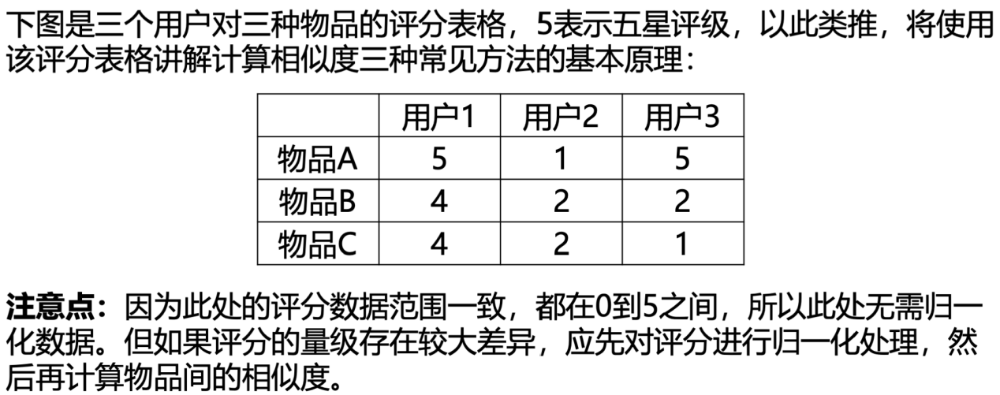 下图是三个用户对三种物品的评分表格，5表示五星评级，以此类推，将使用
该评分表格讲解计算相似度三种常见方法的基本原理：
用户1 用户2 用户3
物品A 5 1 5
物品B 4 2 2
物品C 4 2 1
注意点：因为此处的评分数据范围一致，都在0到5之间，所以此处无需归一
化数据。但如果评分的量级存在较大差异，应先对评分进行归一化处理，然
后再计算物品间的相似度。